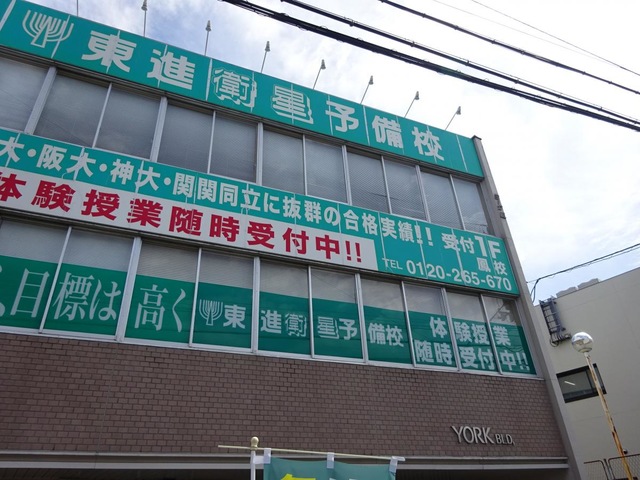 東進衛星予備校
大・阪大・神大・関関同立に抜群の合格実績!! 受付1F
体験授業随時受付中!!
鳳校
TEL 0120-265-670
目標は高く
東進衛星予備校
体験授業
随時受付中!!
YORK BLD.